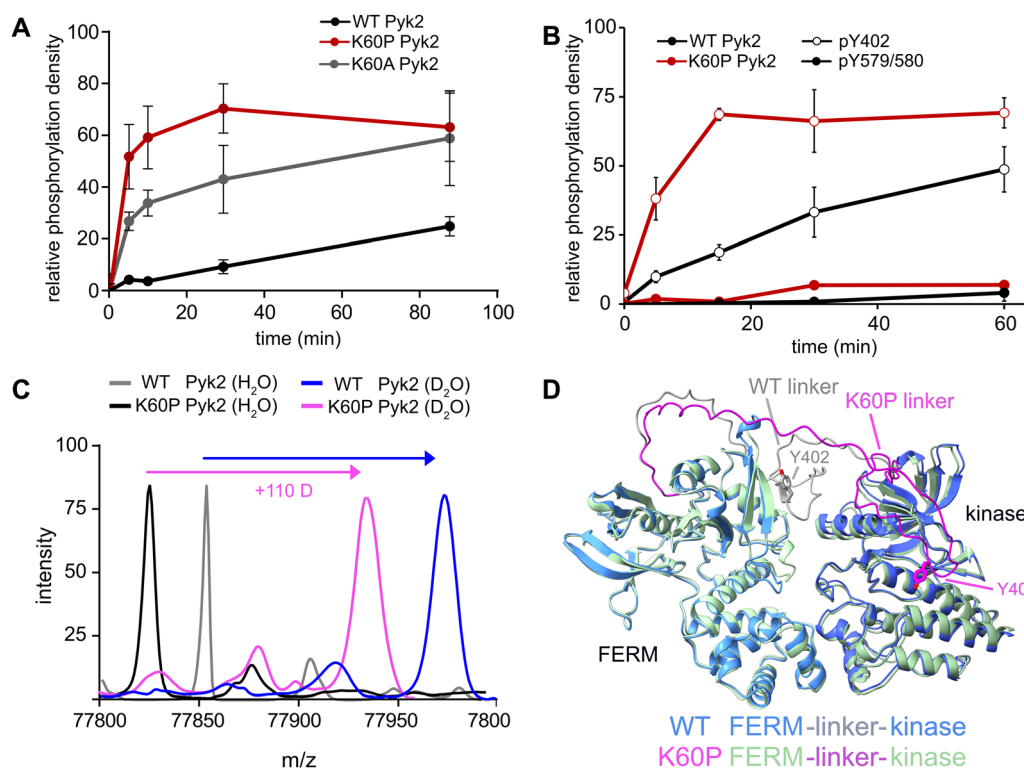 A
WT Pyk2
K60P Pyk2
K60A Pyk2
relative phosphorylation density
100
80
60
40
20
0
0 20 40 60 80 100
time (min)
B
WT Pyk2 pY402
K60P Pyk2 pY579/580
relative phosphorylation density
100
75
50
25
0
0 20 40 60
time (min)
C
WT Pyk2 (H2O) WT Pyk2 (D2O)
K60P Pyk2 (H2O) K60P Pyk2 (D2O)
intensity
100
75
50
25
+110 D
77800 77850 77900 77950 7800
m/z
D
WT linker
K60P linker
Y402
kinase
Y40
FERM
WT FERM-linker-kinase
K60P FERM-linker-kinase